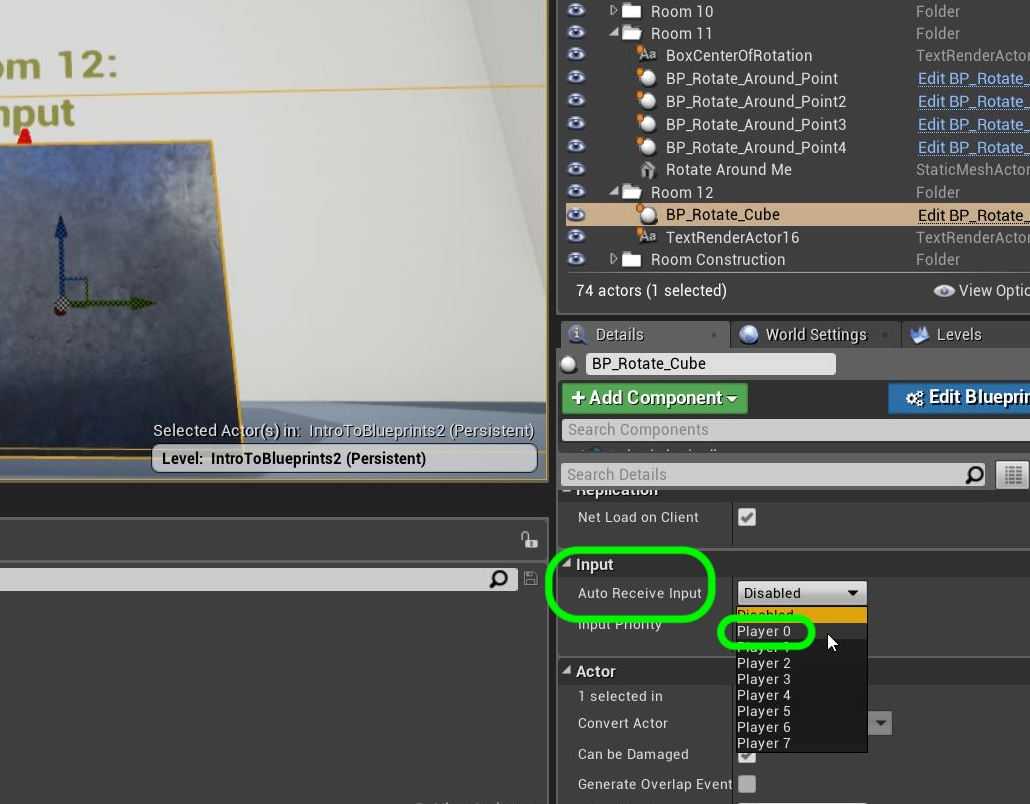 om 12:
nput
Selected Actor(s) in: IntroToBlueprints2 (Persistent)
Level: IntroToBlueprints2 (Persistent)
Room 10 Folder
Room 11 Folder
Aa BoxCenterOfRotation TextRenderActor
BP_Rotate_Around_Point Edit BP_Rotate_
BP_Rotate_Around_Point2 Edit BP_Rotate_
BP_Rotate_Around_Point3 Edit BP_Rotate_
BP_Rotate_Around_Point4 Edit BP_Rotate_
Rotate Around Me StaticMeshActor
Room 12 Folder
BP_Rotate_Cube Edit BP_Rotate_
Aa TextRenderActor16 TextRenderActor
Room Construction Folder
74 actors (1 selected) View Optio
Details World Settings Levels
BP_Rotate_Cube
+ Add Component Edit Blueprin
Search Components
Search Details
Replication
Net Load on Client
Input
Auto Receive Input Disabled
Disabled
Input Priority Player 0
Player 1
Player 2
Actor Player 3
1 selected in Player 4
Player 5
Convert Actor Player 6
Player 7
Can be Damaged
Generate Overlap Event